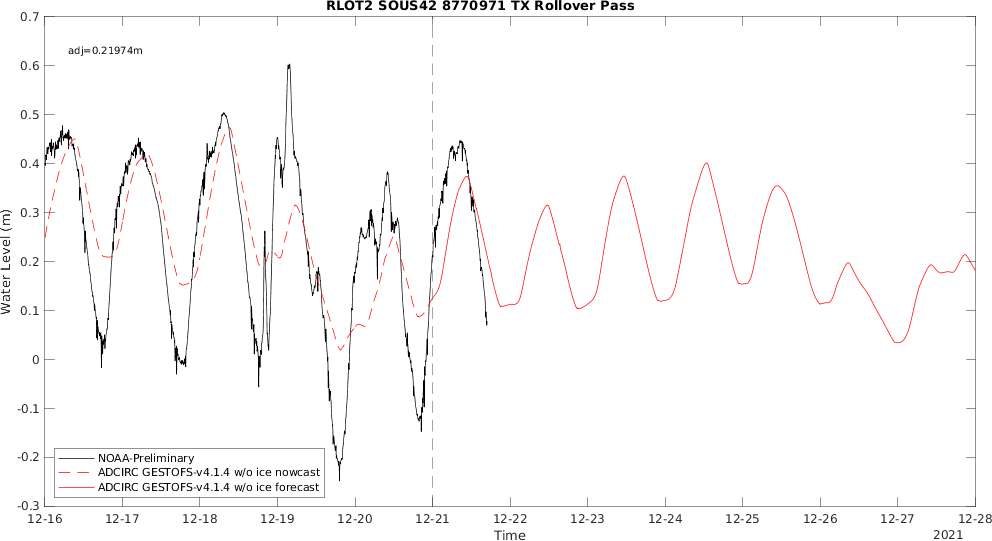 RLOT2 SOUS42 8770971 TX Rollover Pass
adj=0.21974m
0.7
0.6
0.5
0.4
0.3
0.2
0.1
0
-0.1
-0.2
-0.3
Water Level (m)
NOAA-Preliminary
ADCIRC GESTOFS-v4.1.4 w/o ice nowcast
ADCIRC GESTOFS-v4.1.4 w/o ice forecast
12-16 12-17 12-18 12-19 12-20 12-21 12-22 12-23 12-24 12-25 12-26 12-27 12-28
Time
2021